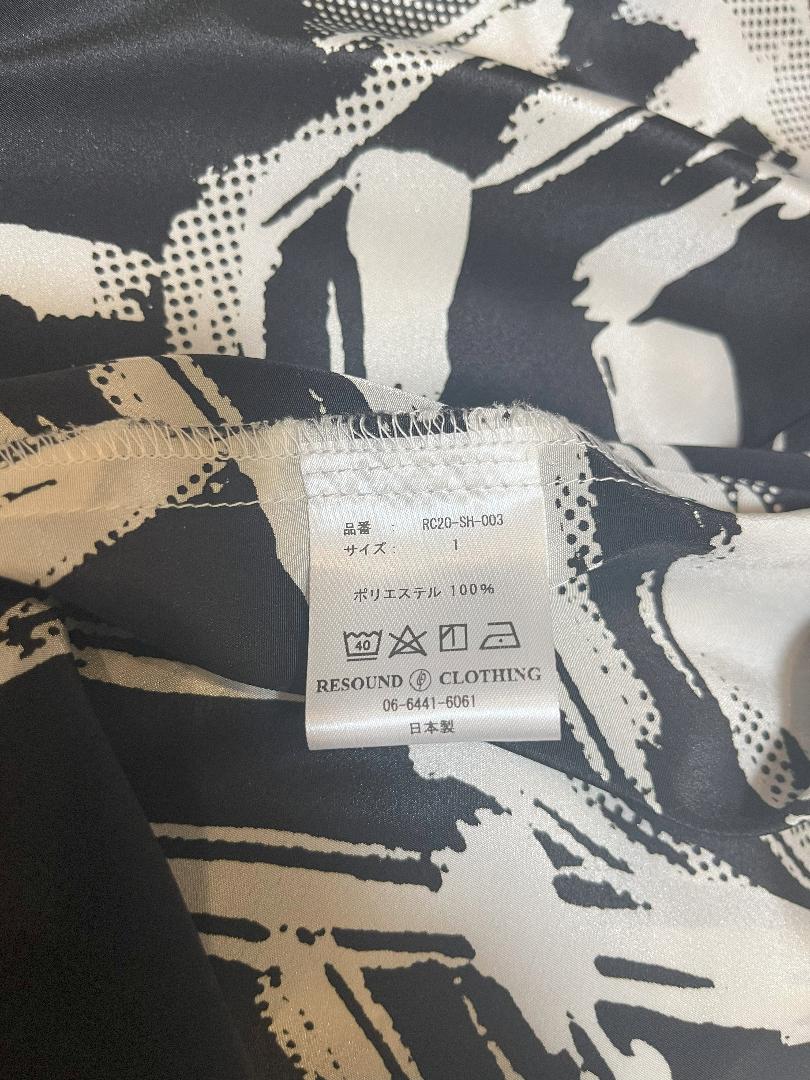 品番 : RC20-SH-003
サイズ : 1
ポリエステル 100%
40
RESOUND CLOTHING
06-6441-6061
日本製